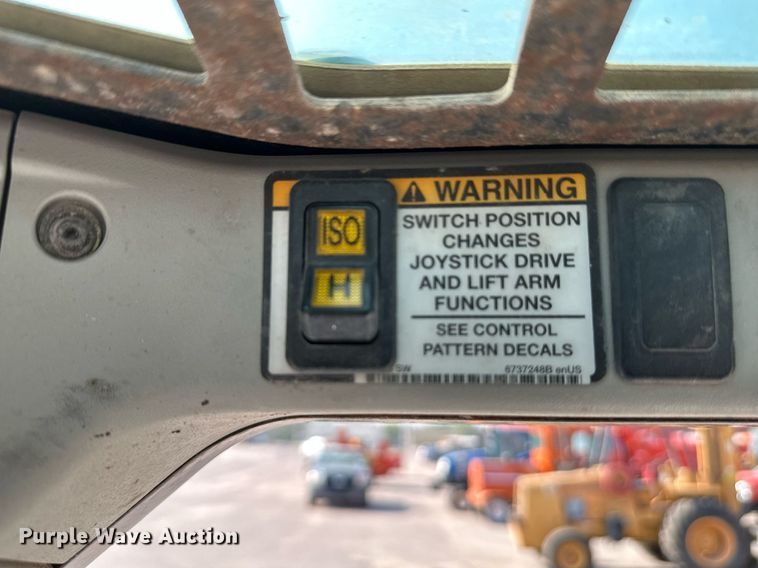 ISO
H
WARNING
SWITCH POSITION
CHANGES
JOYSTICK DRIVE
AND LIFT ARM
FUNCTIONS
SEE CONTROL
PATTERN DECALS
SW
6737248B enUS
Purple Wave Auction